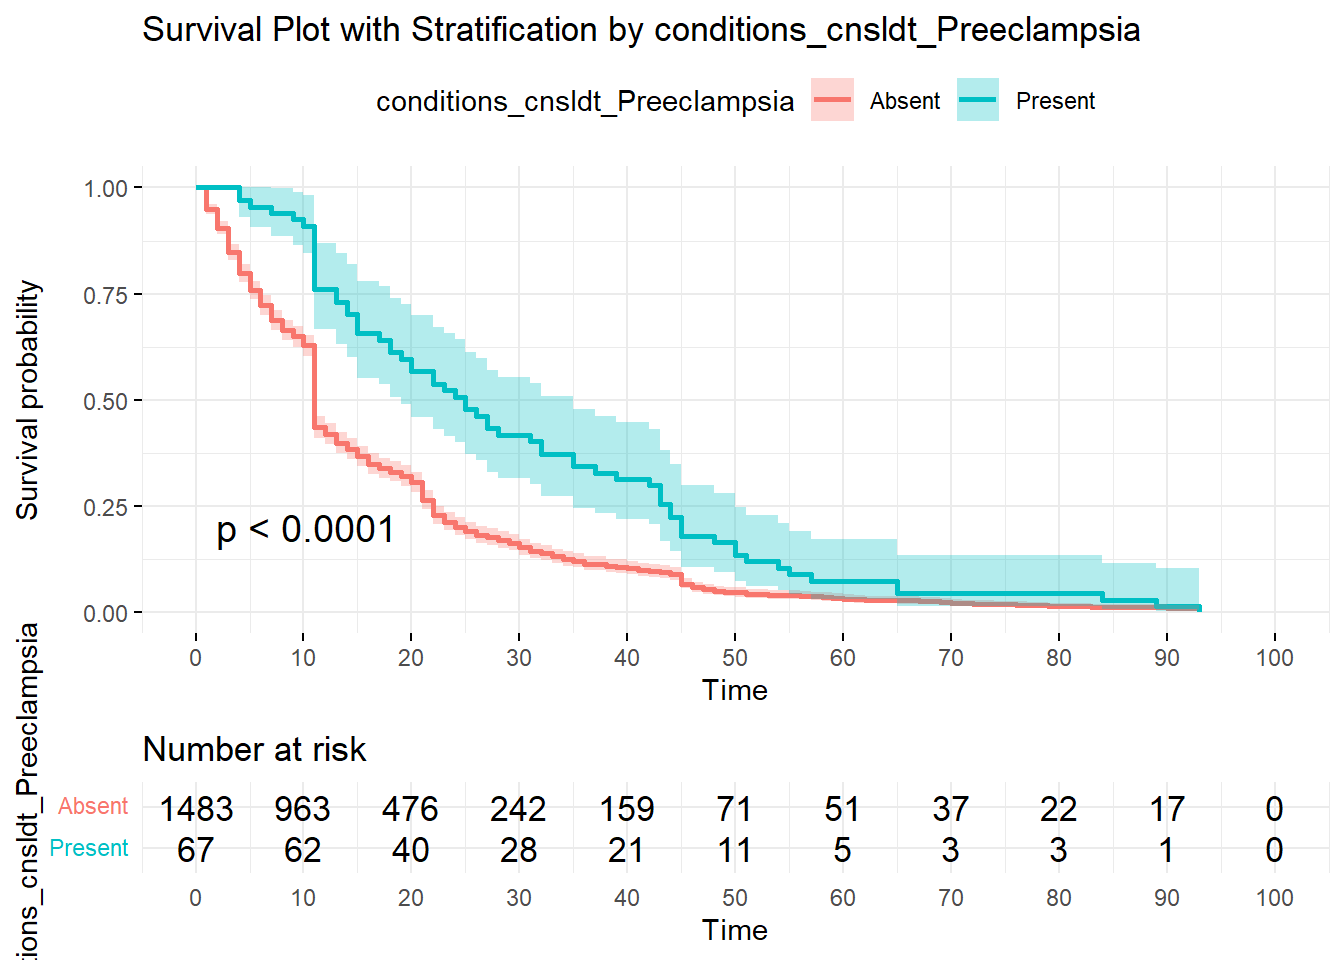 Survival Plot with Stratification by conditions_cnsldt_Preeclampsia
conditions_cnsldt_Preeclampsia Absent Present
Survival probability
1.00
0.75
0.50
0.25
0.00
p < 0.0001
0 10 20 30 40 50 60 70 80 90 100
Time
Number at risk
tions_cnsldt_Preeclampsia
Absent 1483 963 476 242 159 71 51 37 22 17 0
Present 67 62 40 28 21 11 5 3 3 1 0
0 10 20 30 40 50 60 70 80 90 100
Time